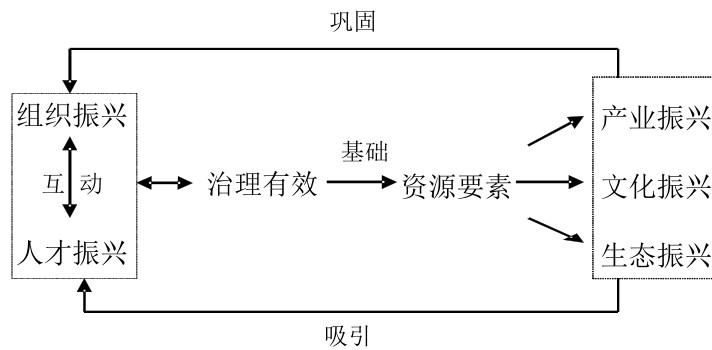 巩固
组织振兴
互动
人才振兴
治理有效
基础
资源要素
产业振兴
文化振兴
生态振兴
吸引